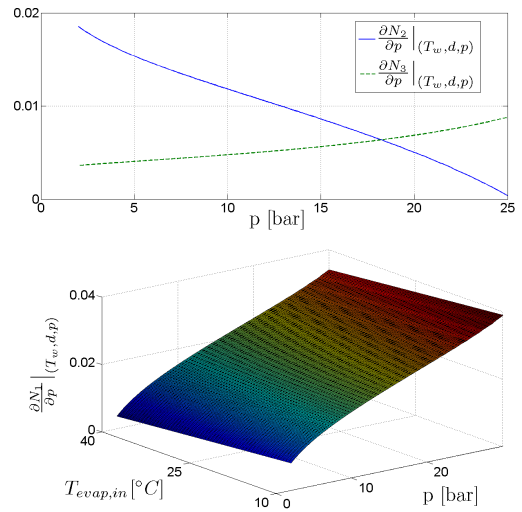 0.02
0.01
0
∂N₂/∂p|(T_w,d,p)
∂N₃/∂p|(T_w,d,p)
0 5 10 15 20 25
p [bar]
0.04
0.02
0
∂N₁/∂p|(T_w,d,p)
40
25
10
T_evap,in[°C]
0
10
20
p [bar]